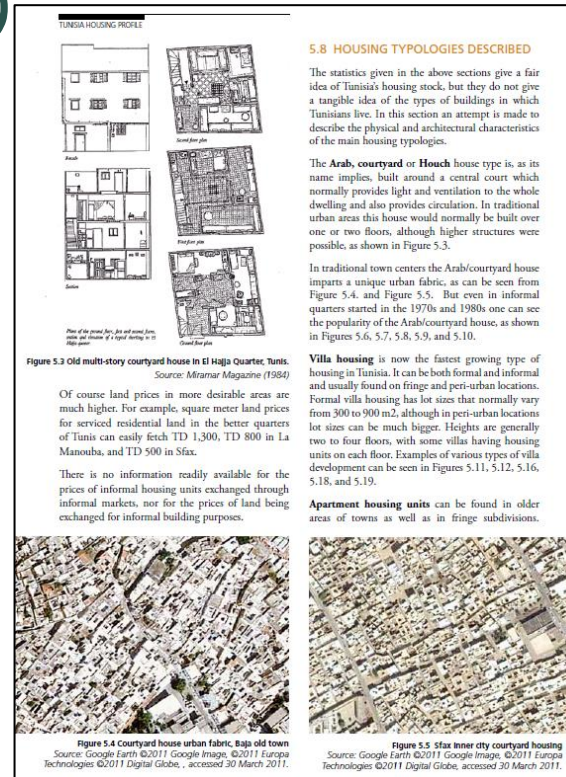 TUNISIA HOUSING PROFILE
Second floor plan
First floor plan
Section
Ground floor plan
Figure 5.3 Old multi-story courtyard house in El Hajja Quarter, Tunis.
Source: Miramar Magazine (1984)
Of course land prices in more desirable areas are
much higher. For example, square meter land prices
for serviced residential land in the better quarters
of Tunis can easily fetch TD 1,300, TD 800 in La
Manouba, and TD 500 in Sfax.
There is no information readily available for the
prices of informal housing units exchanged through
informal markets, nor for the prices of land being
exchanged for informal building purposes.
5.8 HOUSING TYPOLOGIES DESCRIBED
The statistics given in the above sections give a fair
idea of Tunisia's housing stock, but they do not give
a tangible idea of the types of buildings in which
Tunisians live. In this section an attempt is made to
describe the physical and architectural characteristics
of the main housing typologies.
The Arab, courtyard or Houch house type is, as its
name implies, built around a central court which
normally provides light and ventilation to the whole
dwelling and also provides circulation. In traditional
urban areas this house would normally be built over
one or two floors, although higher structures were
possible, as shown in Figure 5.3.
In traditional town centers the Arab/courtyard house
imparts a unique urban fabric, as can be seen from
Figure 5.4. and Figure 5.5. But even in informal
quarters started in the 1970s and 1980s one can see
the popularity of the Arab/courtyard house, as shown
in Figures 5.6, 5.7, 5.8, 5.9, and 5.10.
Villa housing is now the fastest growing type of
housing in Tunisia. It can be both formal and informal
and usually found on fringe and peri-urban locations.
Formal villa housing has lot sizes that normally vary
from 300 to 900 m2, although in peri-urban locations
lot sizes can be much bigger. Heights are generally
two to four floors, with some villas having housing
units on each floor. Examples of various types of villa
development can be seen in Figures 5.11, 5.12, 5.16,
5.18, and 5.19.
Apartment housing units can be found in older
areas of towns as well as in fringe subdivisions.
Figure 5.4 Courtyard house urban fabric, Baja old town
Source: Google Earth ©2011 Google Image, ©2011 Europa
Technologies ©2011 Digital Globe, , accessed 30 March 2011.
Figure 5.5 Sfax inner city courtyard housing
Source: Google Earth ©2011 Google Image, ©2011 Europa
Technologies ©2011 Digital Globe, accessed 30 March 2011.